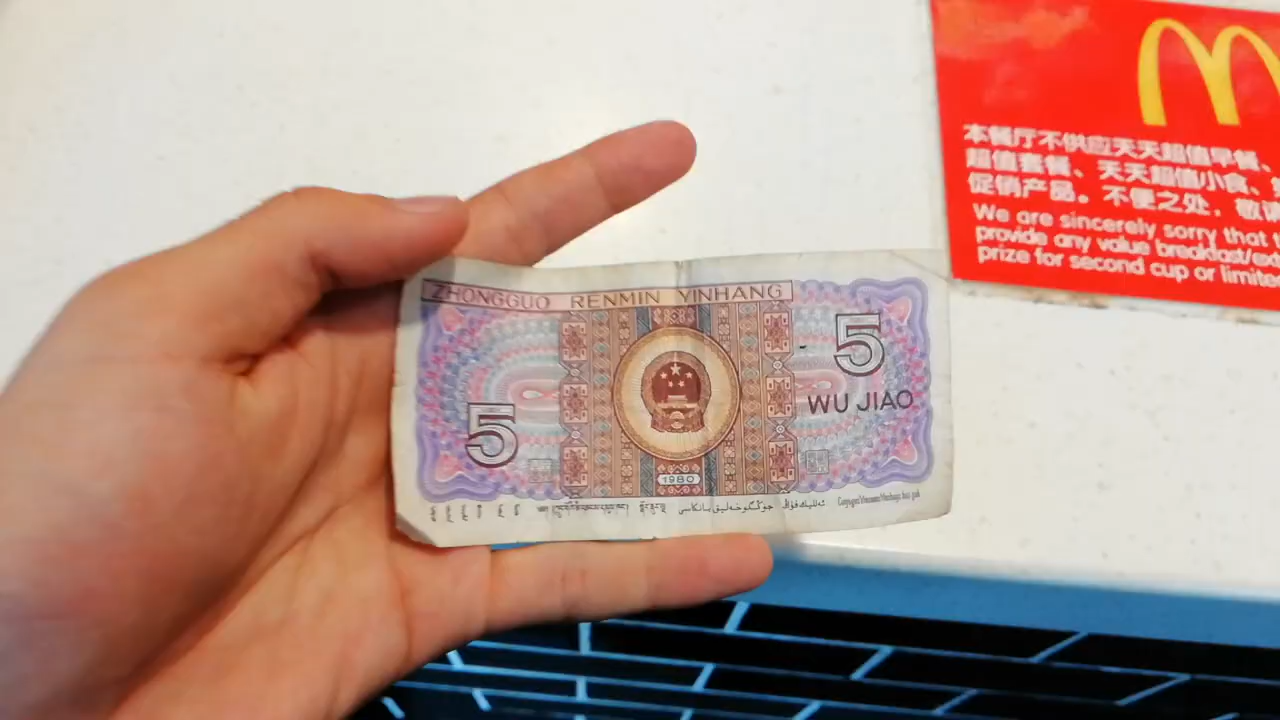 ZHONGGUO RENMIN YINHANG
5
WU JIAO
5
1980
本餐厅不供应天天超值早餐、
超值套餐、天天超值小食、
促销产品。不便之处，敬请
We are sincerely sorry that
provide any value breakfast/
prize for second cup or limite